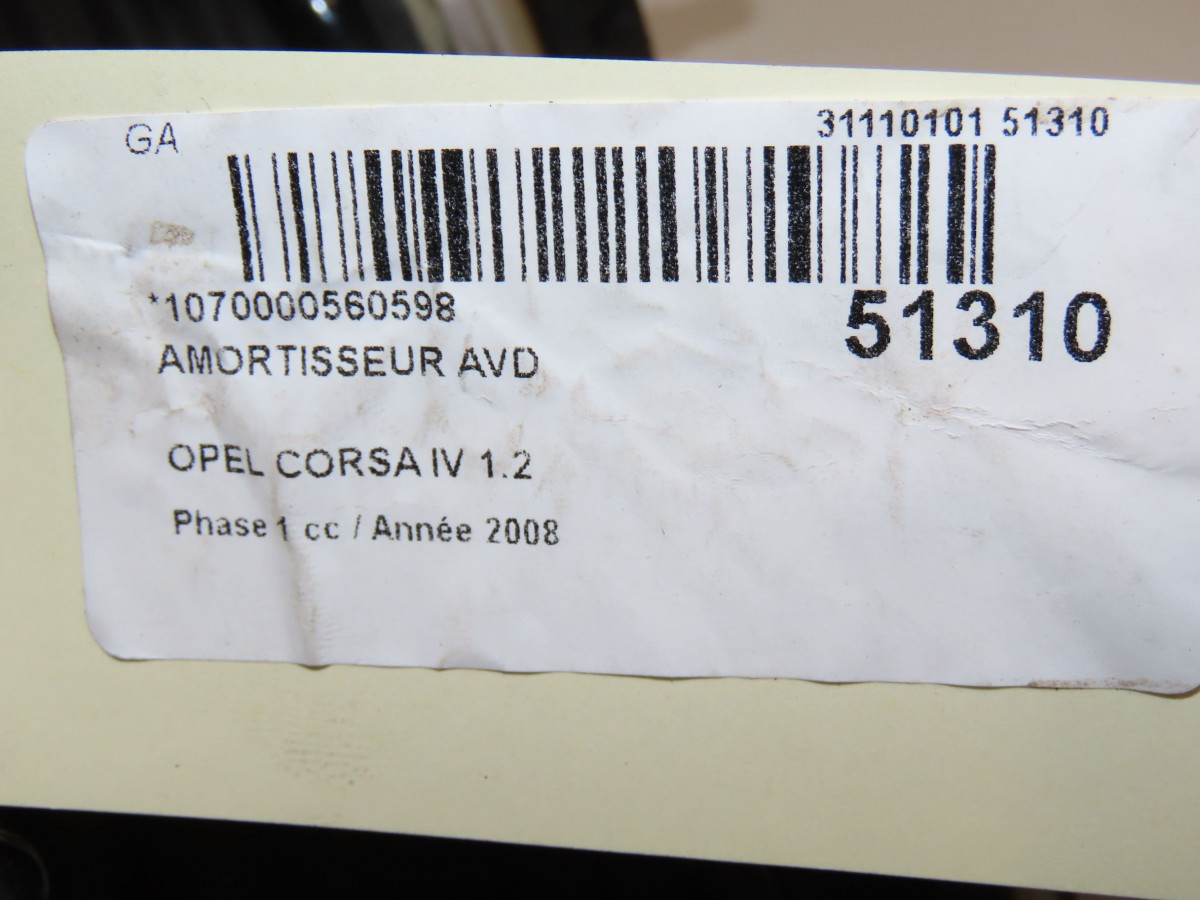 GA 31110101 51310
*1070000560598 51310
AMORTISSEUR AVD
OPEL CORSA IV 1.2
Phase 1 cc / Année 2008